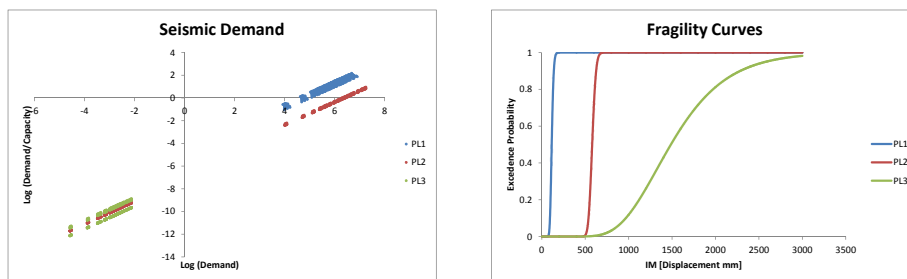 Seismic Demand
Log (Demand/Capacity)
4
2
0
-2
-4
-6
-8
-10
-12
-14
-6
-4
-2
0
2
4
6
8
PL1
PL2
PL3
Log (Demand)
Fragility Curves
Excedence Probability
1
0.8
0.6
0.4
0.2
0
0
500
1000
1500
2000
2500
3000
3500
IM [Displacement mm]
PL1
PL2
PL3